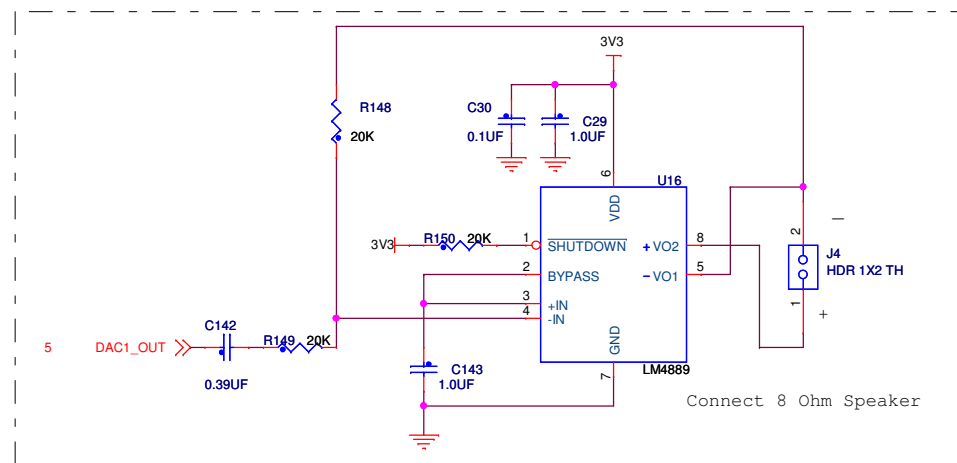 3V3
R148
20K
C30
0.1UF
C29
1.0UF
6
U16
VDD
3V3
R150
20K
1
SHUTDOWN
+ VO2
8
2
BYPASS
- VO1
5
3
+IN
4
-IN
GND
7
LM4889
2
—
J4
HDR 1X2 TH
1
+
5
DAC1_OUT
C142
0.39UF
R149
20K
C143
1.0UF
Connect 8 Ohm Speaker